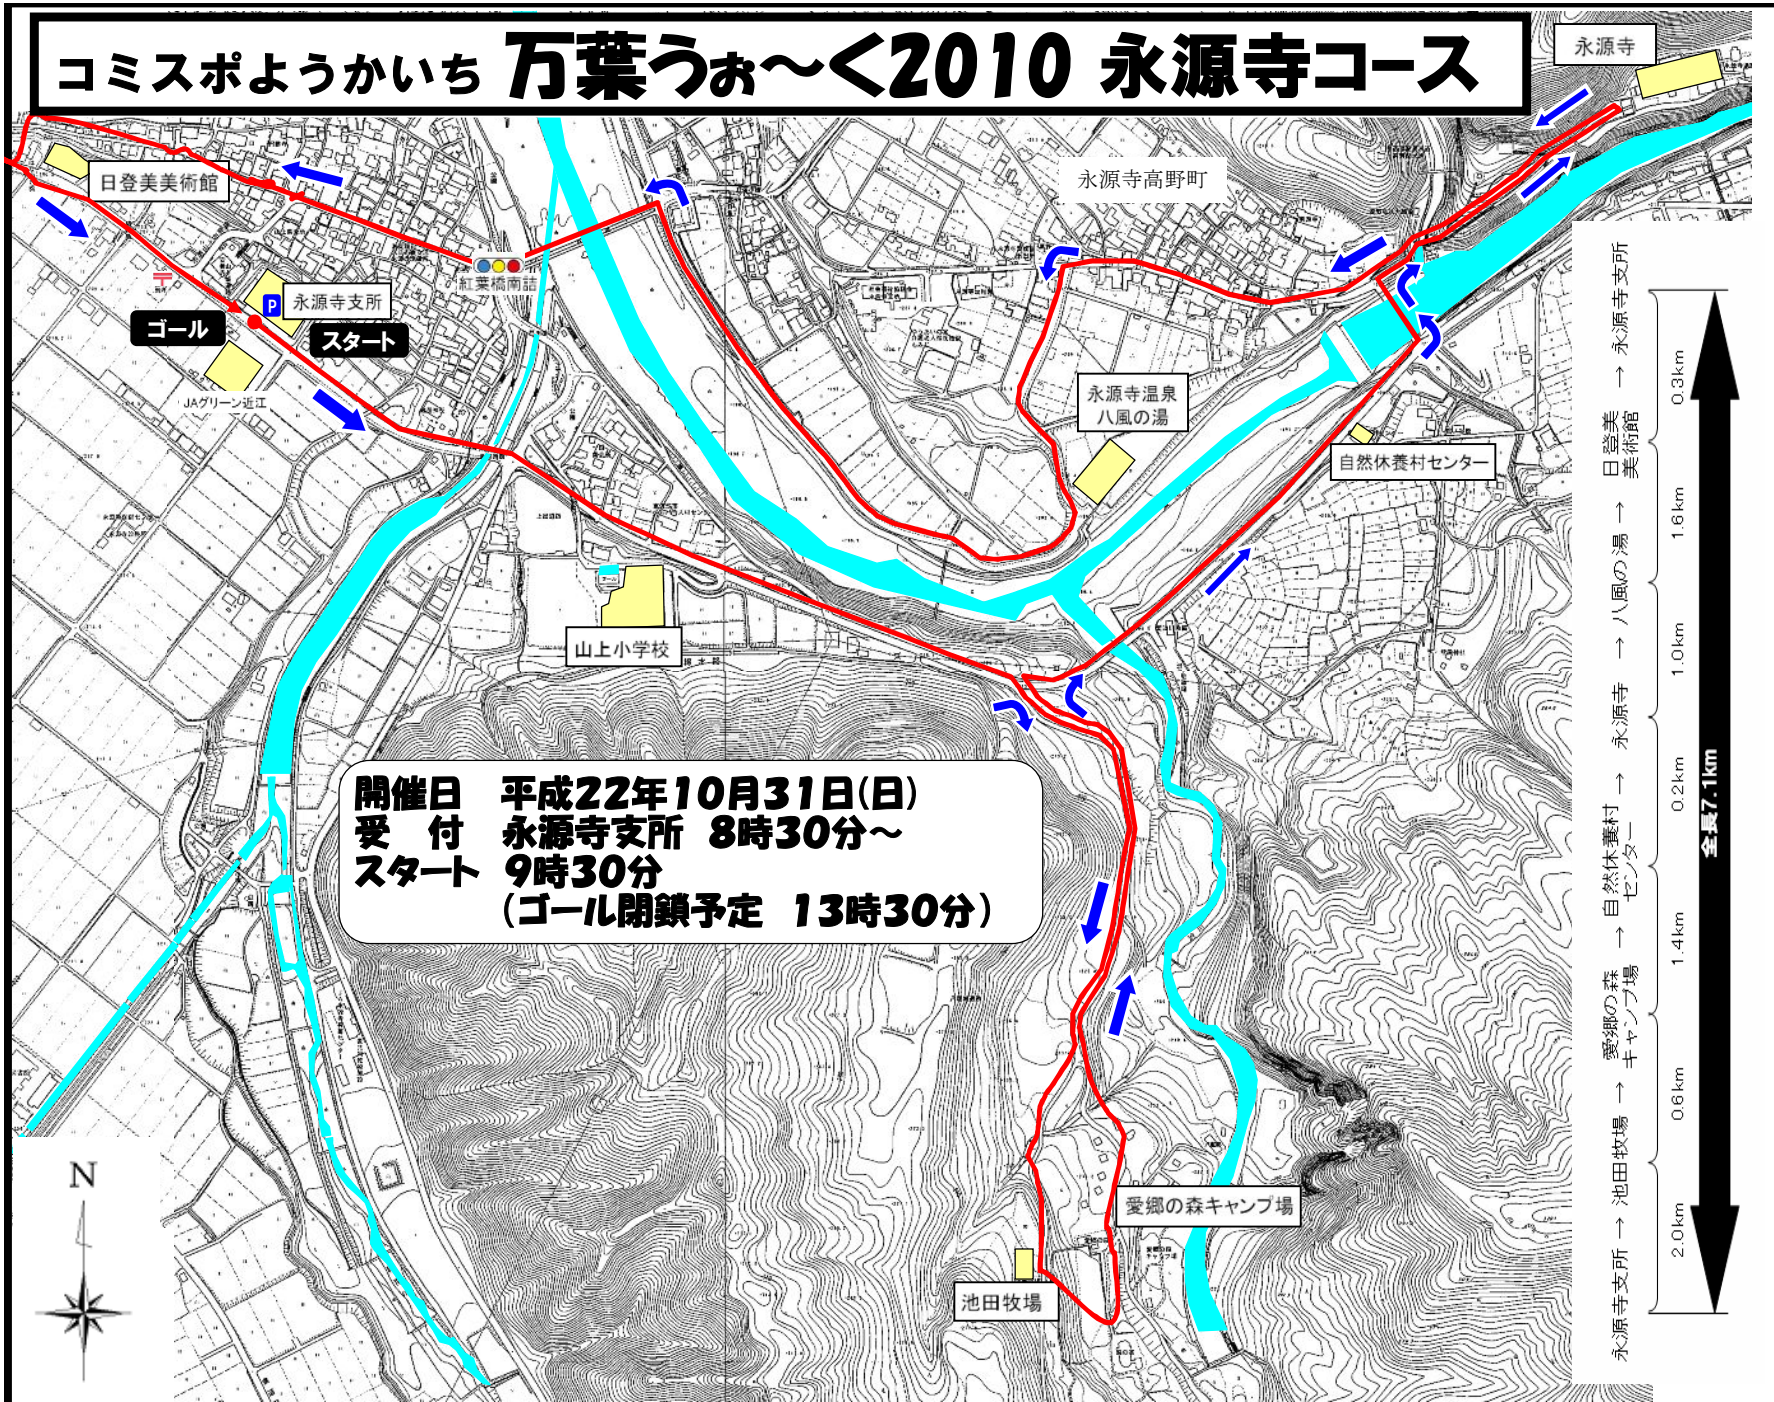 コミスポようかいち 万葉うぉ～く2010 永源寺コース
永源寺
日登美美術館
永源寺高野町
紅葉橋南詰
P
永源寺支所
ゴール
スタート
JAグリーン近江
永源寺温泉
八風の湯
自然休養村センター
プール
山上小学校
開催日 平成22年10月31日(日)
受 付 永源寺支所 8時30分～
スタート 9時30分
(ゴール閉鎖予定 13時30分)
愛郷の森キャンプ場
池田牧場
N
永源寺支所 → 池田牧場 → 愛郷の森キャンプ場 → 自然休養村センター → 永源寺 → 八風の湯 → 日登美美術館 → 永源寺支所
2.0km
0.6km
1.4km
0.2km
1.0km
1.6km
0.3km
全長7.1km